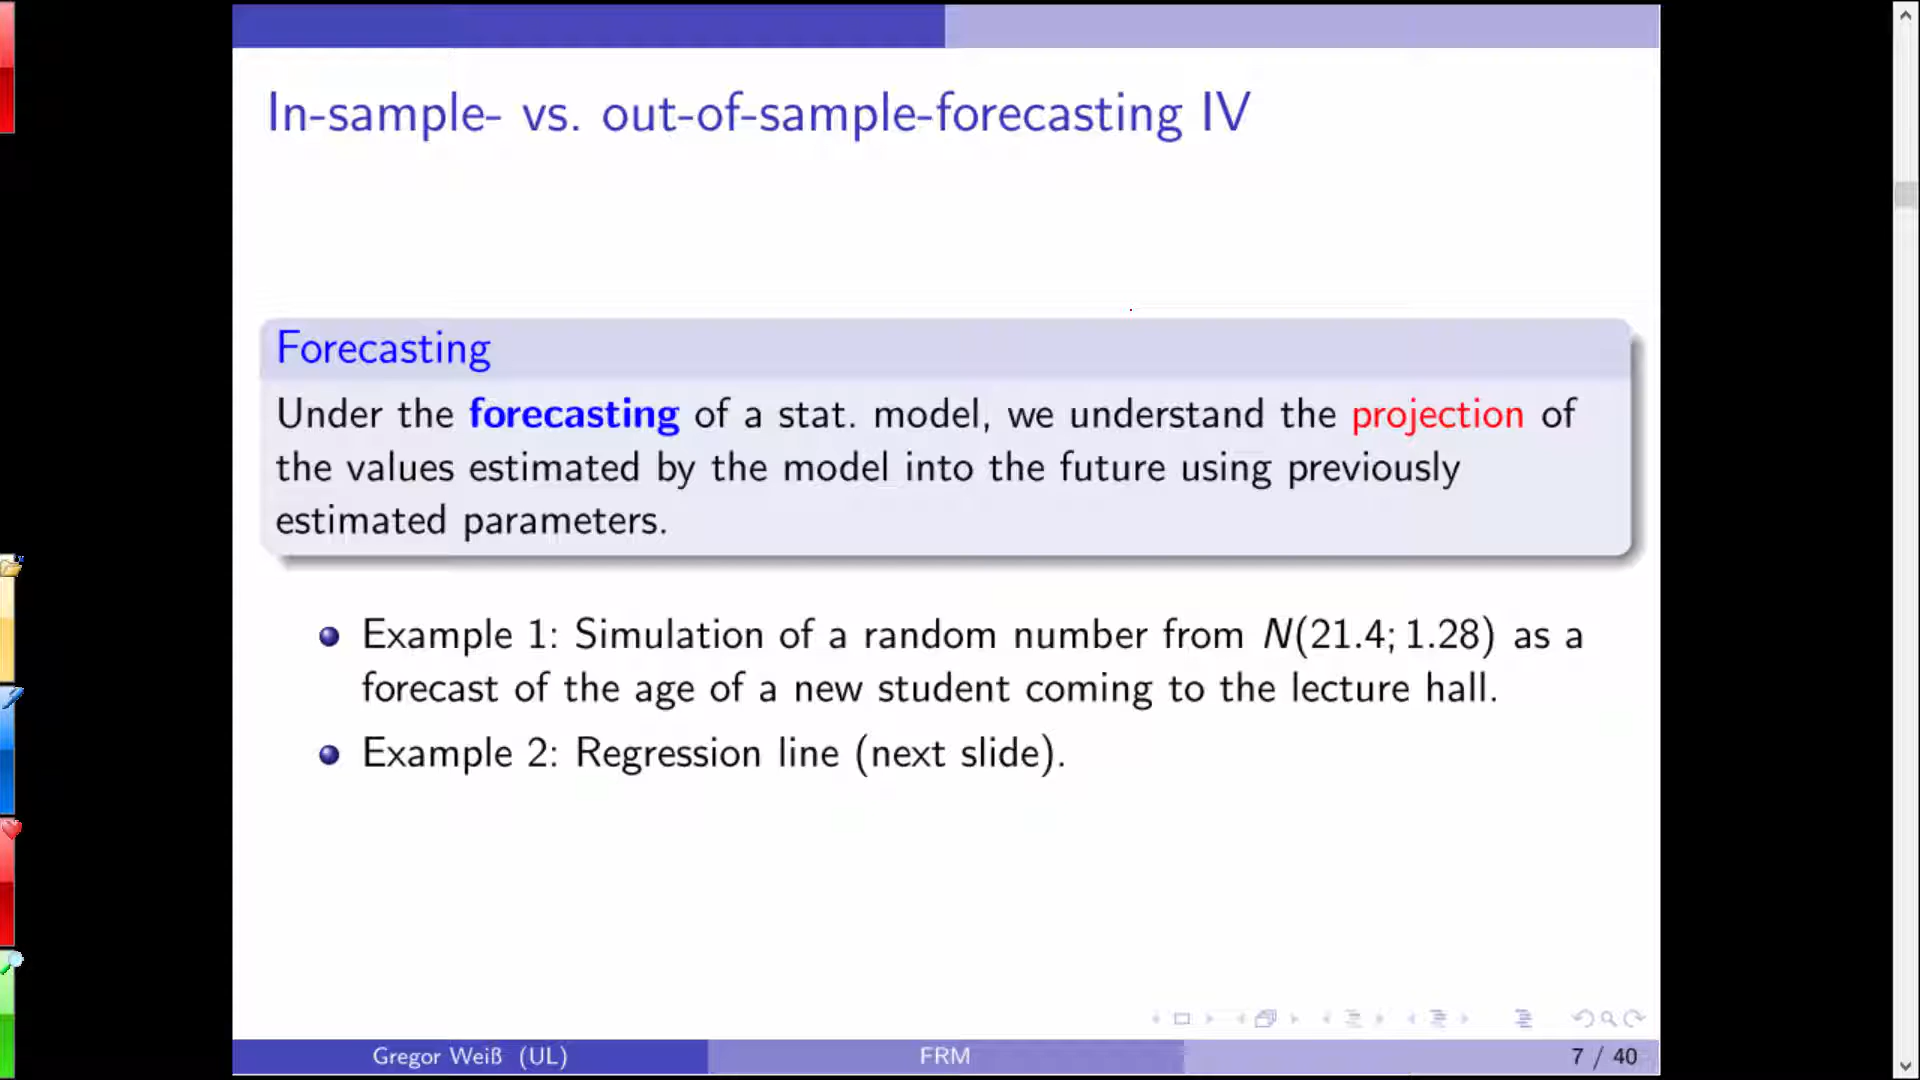 In-sample- vs. out-of-sample-forecasting IV
Forecasting
Under the forecasting of a stat. model, we understand the projection of
the values estimated by the model into the future using previously
estimated parameters.
Example 1: Simulation of a random number from N(21.4; 1.28) as a
forecast of the age of a new student coming to the lecture hall.
Example 2: Regression line (next slide).
Gregor Weiß (UL)
FRM
7 / 40